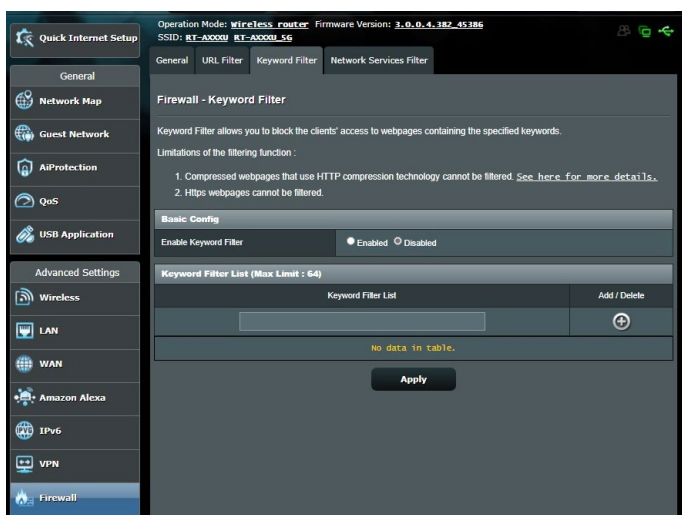 Quick Internet Setup
General
Network Map
Guest Network
AiProtection
QoS
USB Application
Advanced Settings
Wireless
LAN
WAN
Amazon Alexa
IPv6
VPN
Firewall
Operation Mode: Wireless router Firmware Version: 3.0.0.4.382_45386
SSID: RT-AXXXU RT-AXXXU_5G
General URL Filter Keyword Filter Network Services Filter
Firewall - Keyword Filter
Keyword Filter allows you to block the clients' access to webpages containing the specified keywords.
Limitations of the filtering function :
1. Compressed webpages that use HTTP compression technology cannot be filtered. See here for more details.
2. Https webpages cannot be filtered.
Basic Config
Enable Keyword Filter Enabled Disabled
Keyword Filter List (Max Limit : 64)
Keyword Filter List Add / Delete
No data in table.
Apply